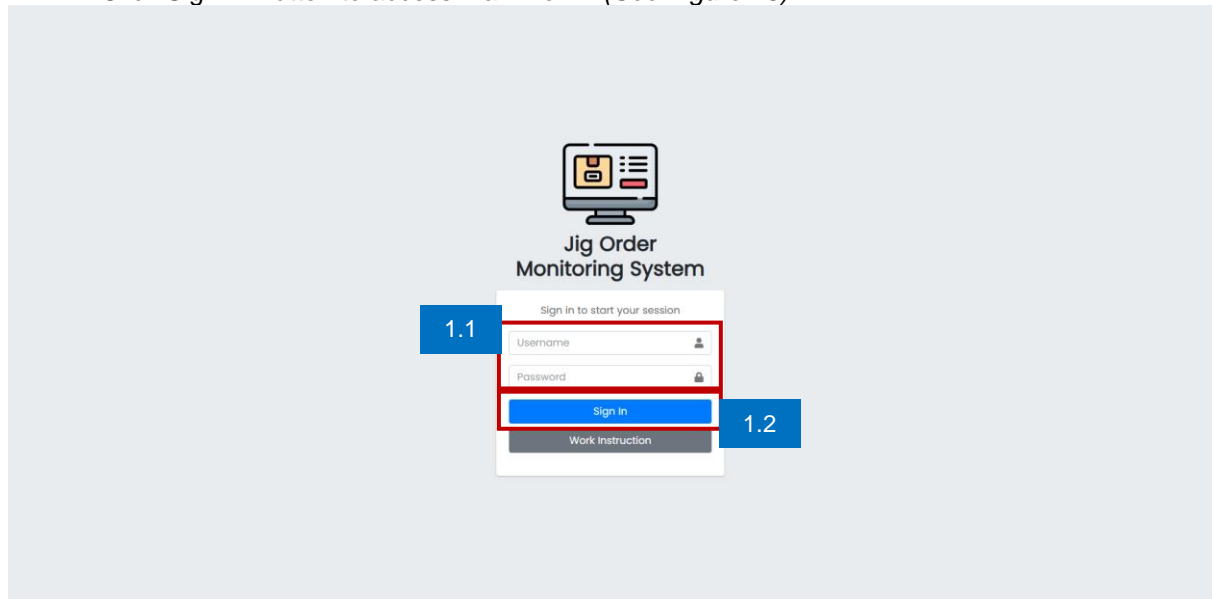 Jig Order
Monitoring System
Sign in to start your session
1.1
Username
Password
Sign In
1.2
Work Instruction